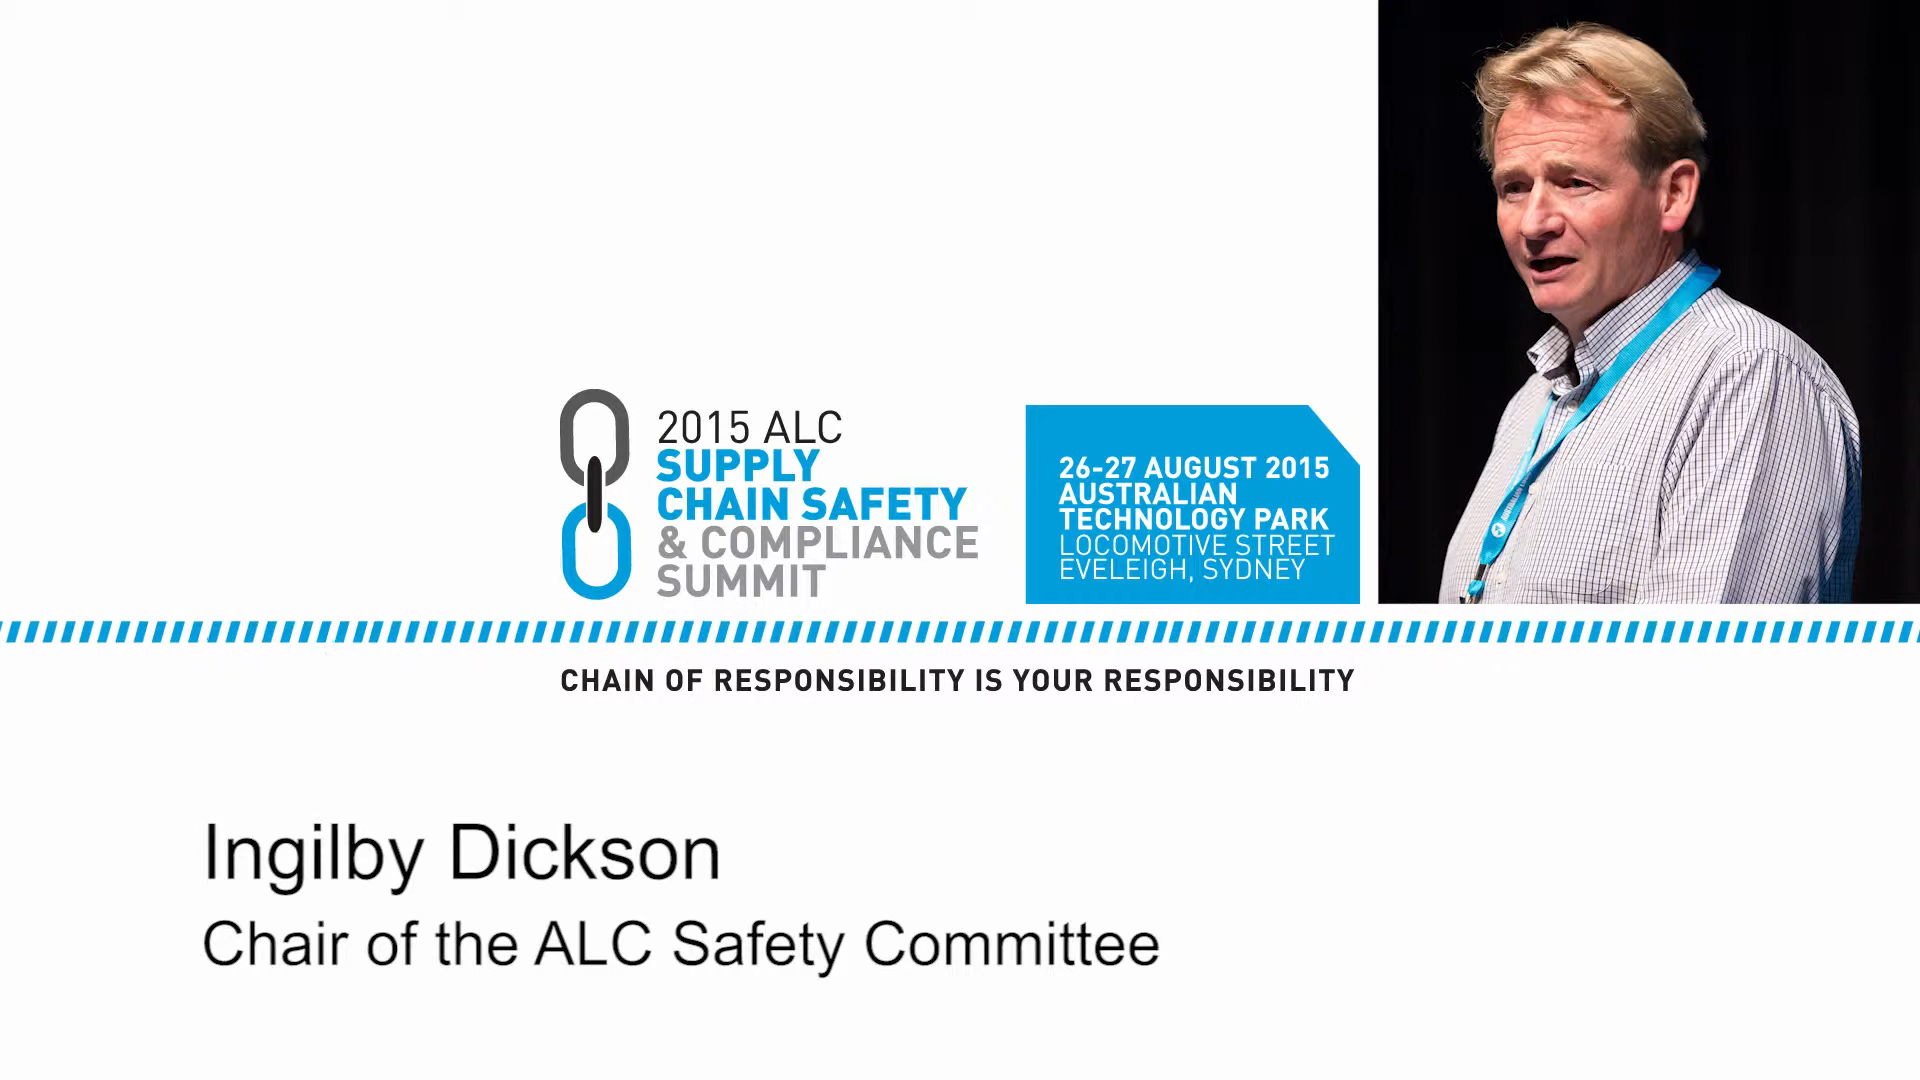 2015 ALC
SUPPLY
CHAIN SAFETY
& COMPLIANCE
SUMMIT
26-27 AUGUST 2015
AUSTRALIAN
TECHNOLOGY PARK
LOCOMOTIVE STREET
EVELEIGH, SYDNEY
CHAIN OF RESPONSIBILITY IS YOUR RESPONSIBILITY
Ingilby Dickson
Chair of the ALC Safety Committee